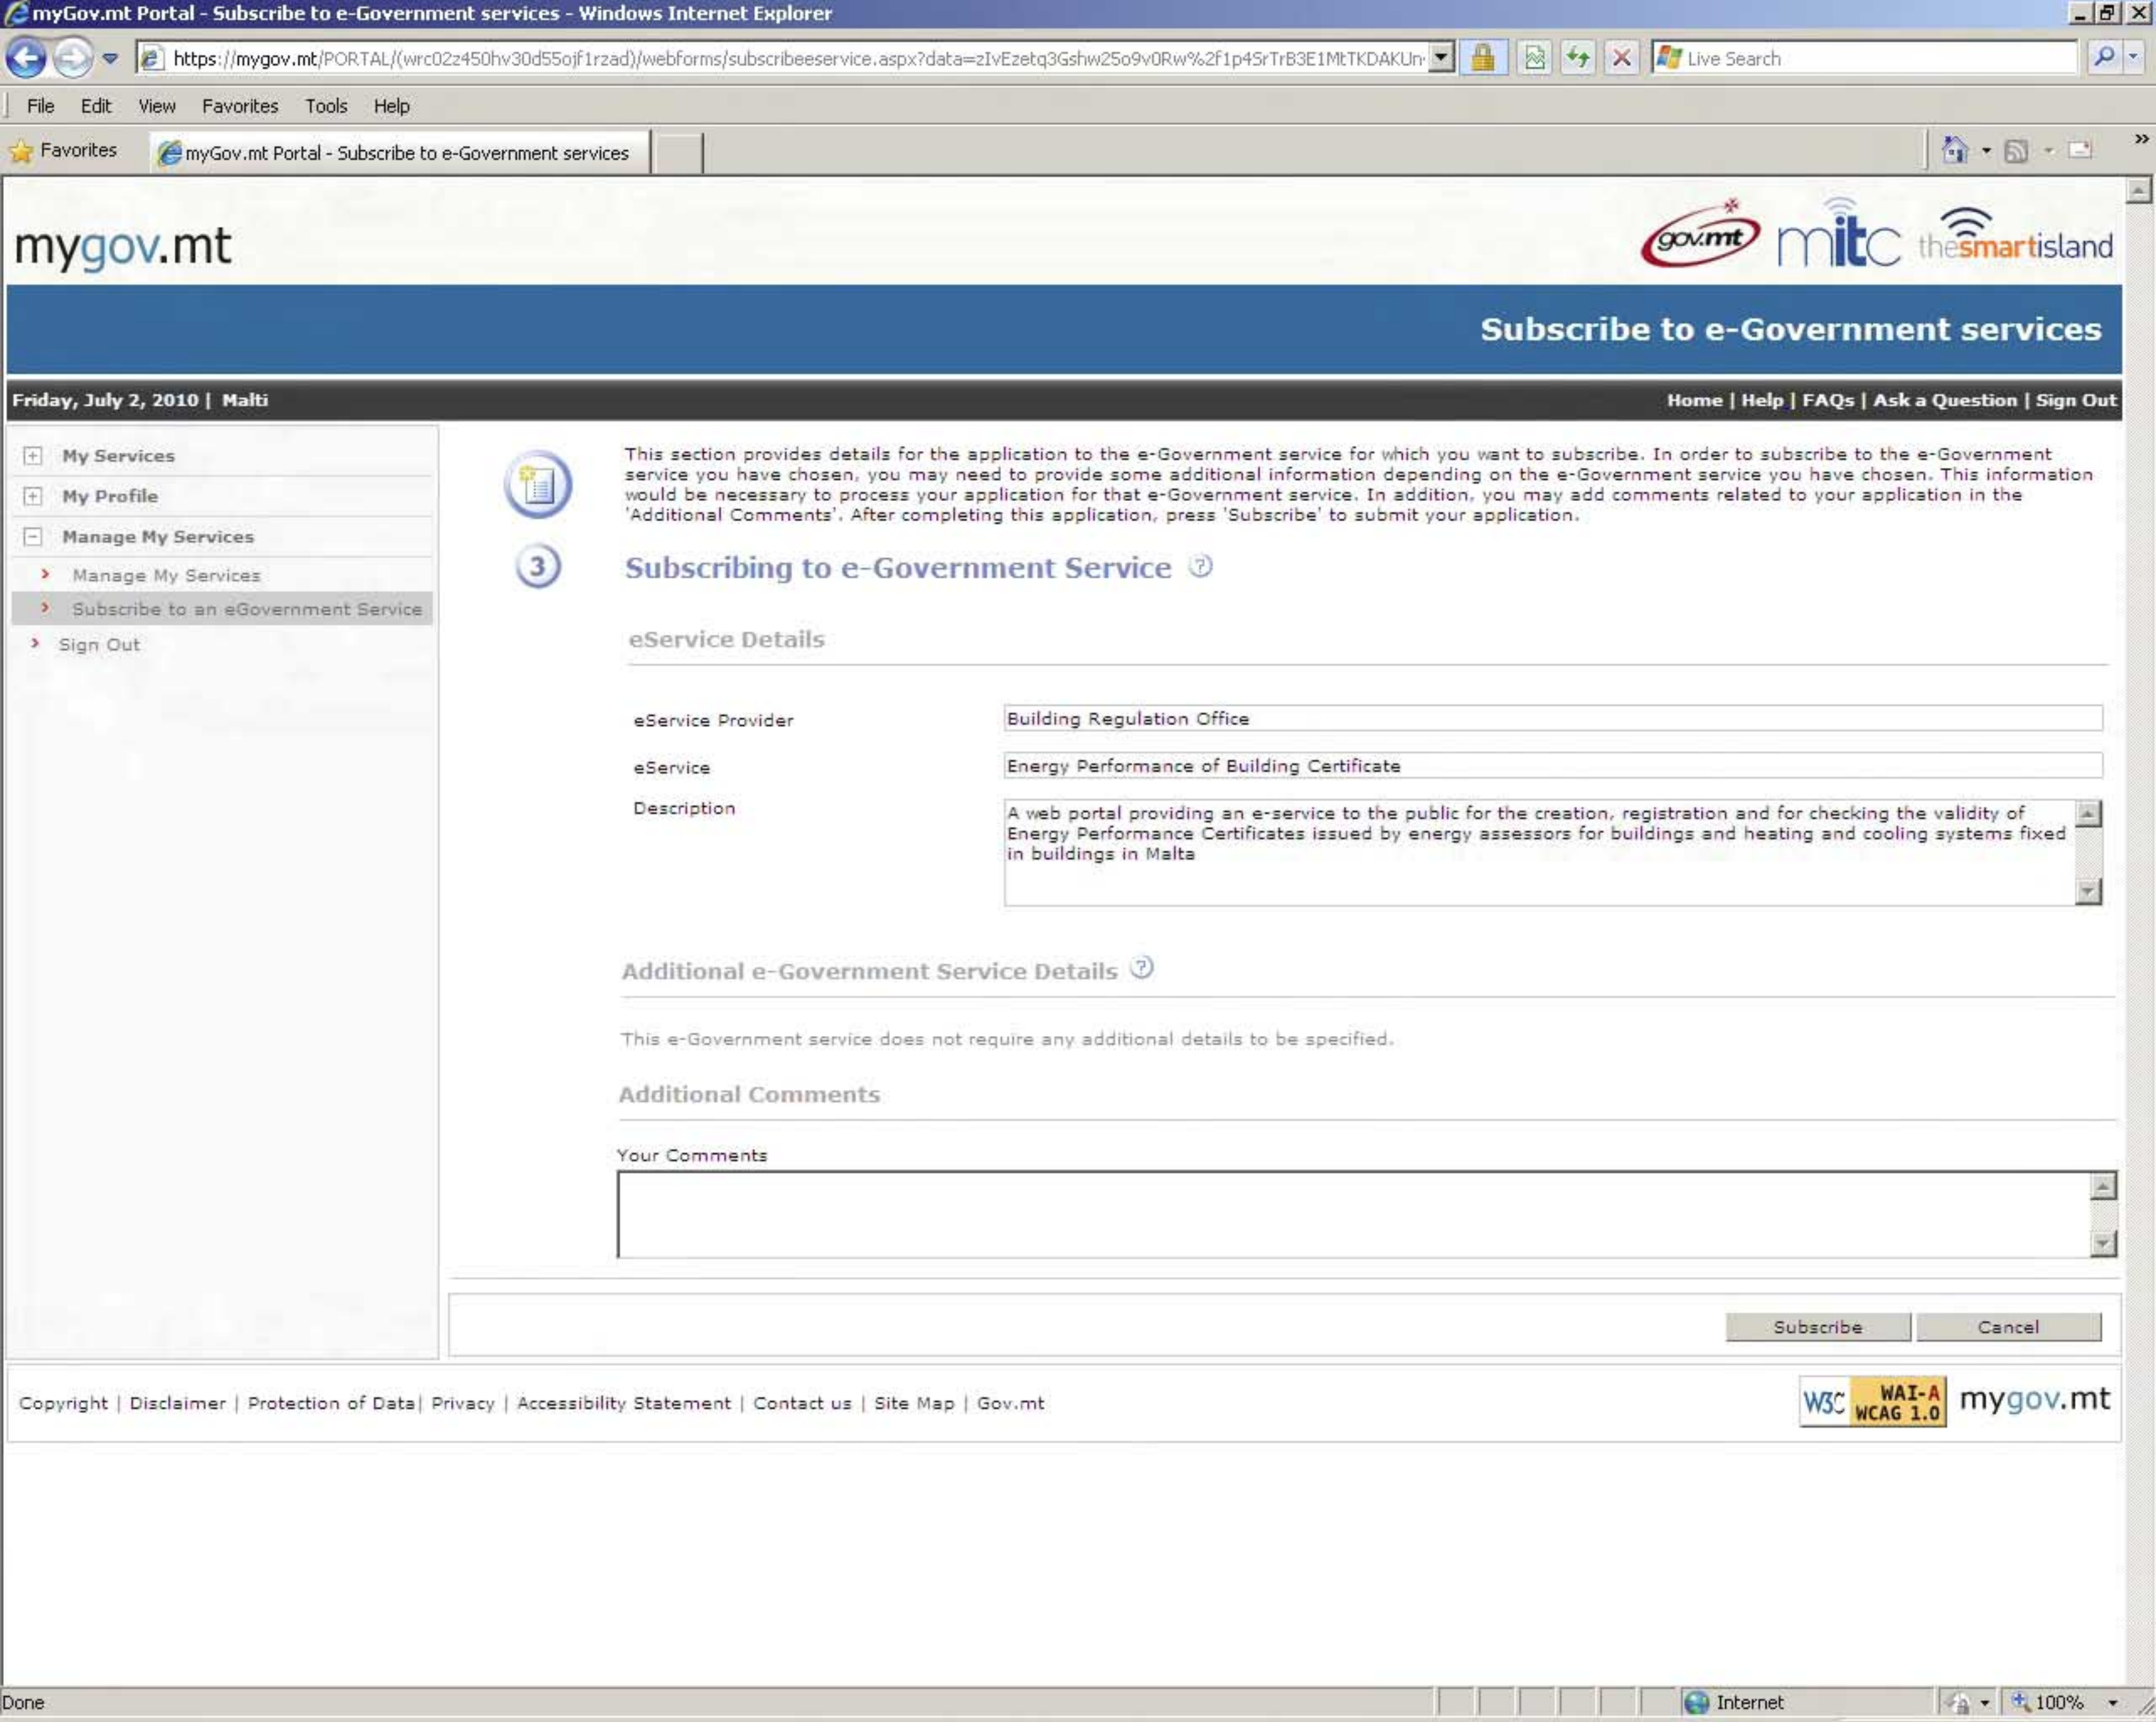 myGov.mt Portal - Subscribe to e-Government services - Windows Internet Explorer
https://mygov.mt/PORTAL/(wrc02z450hv30d55ojf1rzad)/webforms/subscribeeservice.aspx?data=zIvEzetq3Gshw25o9v0Rw%2f1p4SrTrB3E1MtTKDAKUn
Live Search
File Edit View Favorites Tools Help
Favorites
myGov.mt Portal - Subscribe to e-Government services
mygov.mt
gov.mt
mitc
thesmartisland
Subscribe to e-Government services
Friday, July 2, 2010 | Malti
Home | Help | FAQs | Ask a Question | Sign Out
My Services
My Profile
Manage My Services
Manage My Services
Subscribe to an eGovernment Service
Sign Out
This section provides details for the application to the e-Government service for which you want to subscribe. In order to subscribe to the e-Government
service you have chosen, you may need to provide some additional information depending on the e-Government service you have chosen. This information
would be necessary to process your application for that e-Government service. In addition, you may add comments related to your application in the
'Additional Comments'. After completing this application, press 'Subscribe' to submit your application.
3
Subscribing to e-Government Service ?
eService Details
eService Provider
Building Regulation Office
eService
Energy Performance of Building Certificate
Description
A web portal providing an e-service to the public for the creation, registration and for checking the validity of
Energy Performance Certificates issued by energy assessors for buildings and heating and cooling systems fixed
in buildings in Malta
Additional e-Government Service Details ?
This e-Government service does not require any additional details to be specified.
Additional Comments
Your Comments
Subscribe
Cancel
Copyright | Disclaimer | Protection of Data| Privacy | Accessibility Statement | Contact us | Site Map | Gov.mt
W3C WAI-A
WCAG 1.0
mygov.mt
Done
Internet
100%